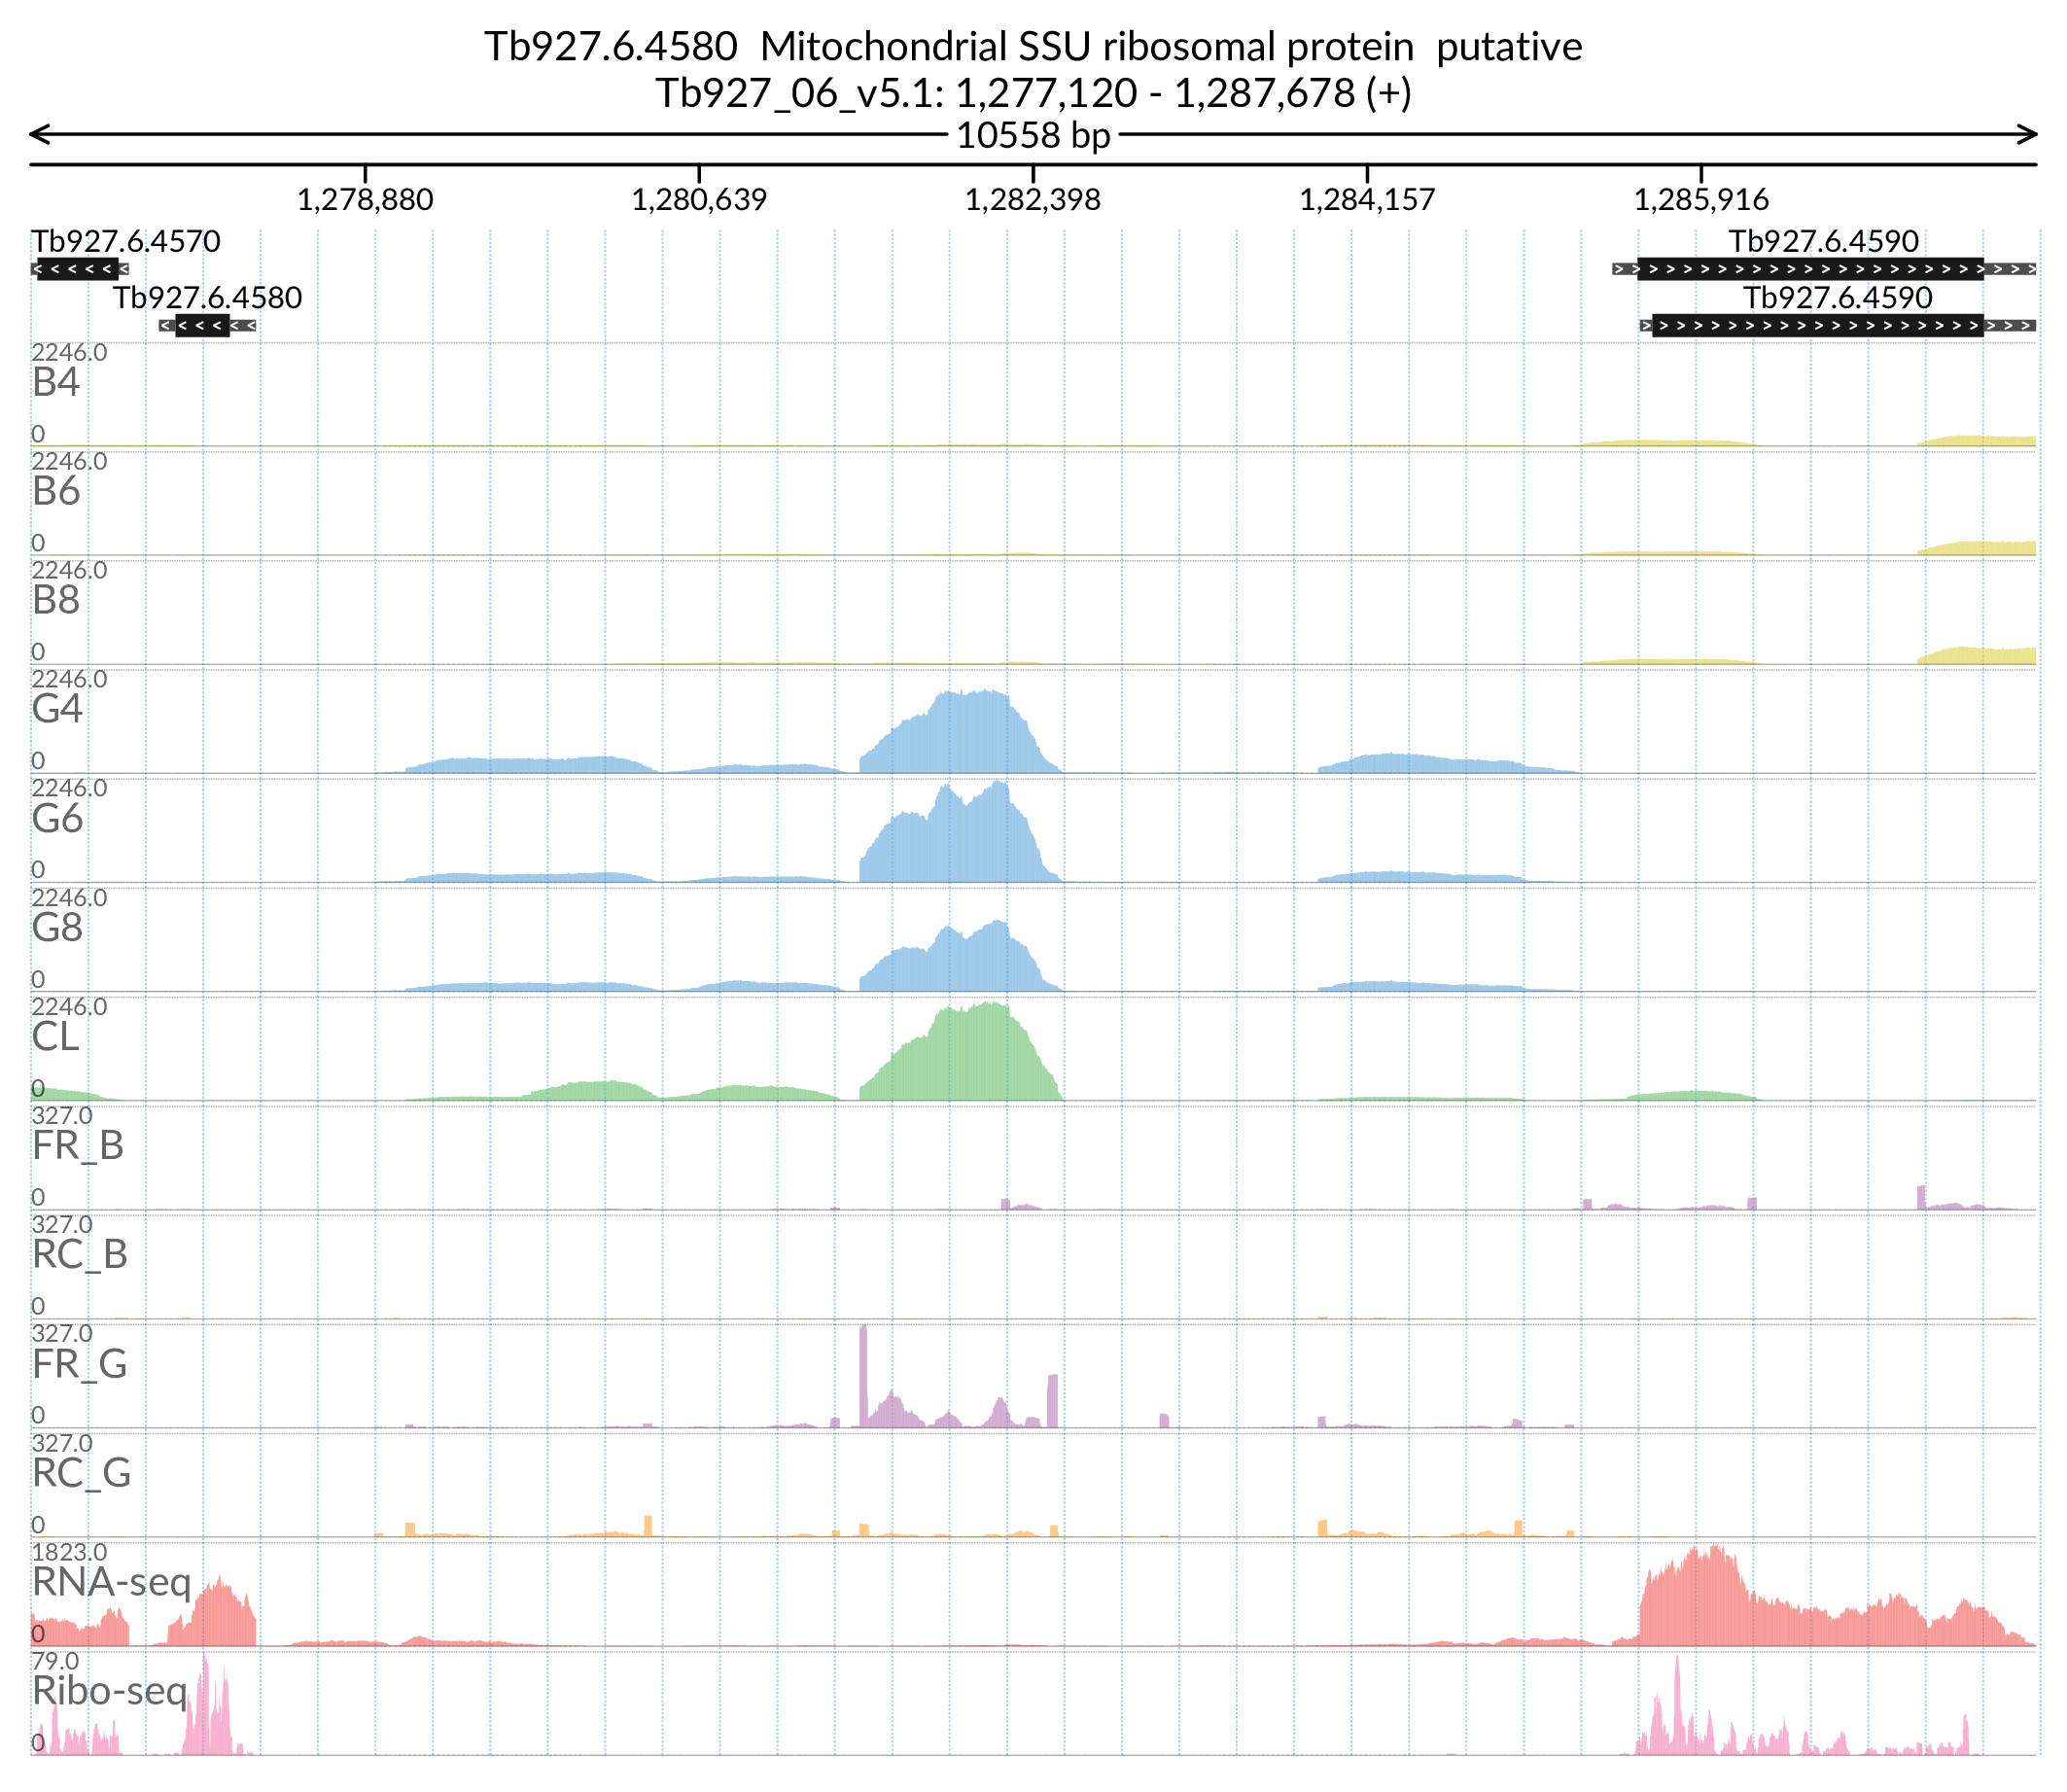 Tb927.6.4580  Mitochondrial SSU ribosomal protein  putative
Tb927_06_v5.1: 1,277,120 - 1,287,678 (+)
10558 bp
1,278,880 1,280,639 1,282,398 1,284,157 1,285,916
Tb927.6.4570 Tb927.6.4590
Tb927.6.4580 Tb927.6.4590
2246.0
B4
0
2246.0
B6
0
2246.0
B8
0
2246.0
G4
0
2246.0
G6
0
2246.0
G8
0
2246.0
CL
0
327.0
FR_B
0
327.0
RC_B
0
327.0
FR_G
0
327.0
RC_G
0
1823.0
RNA-seq
0
79.0
Ribo-seq
0